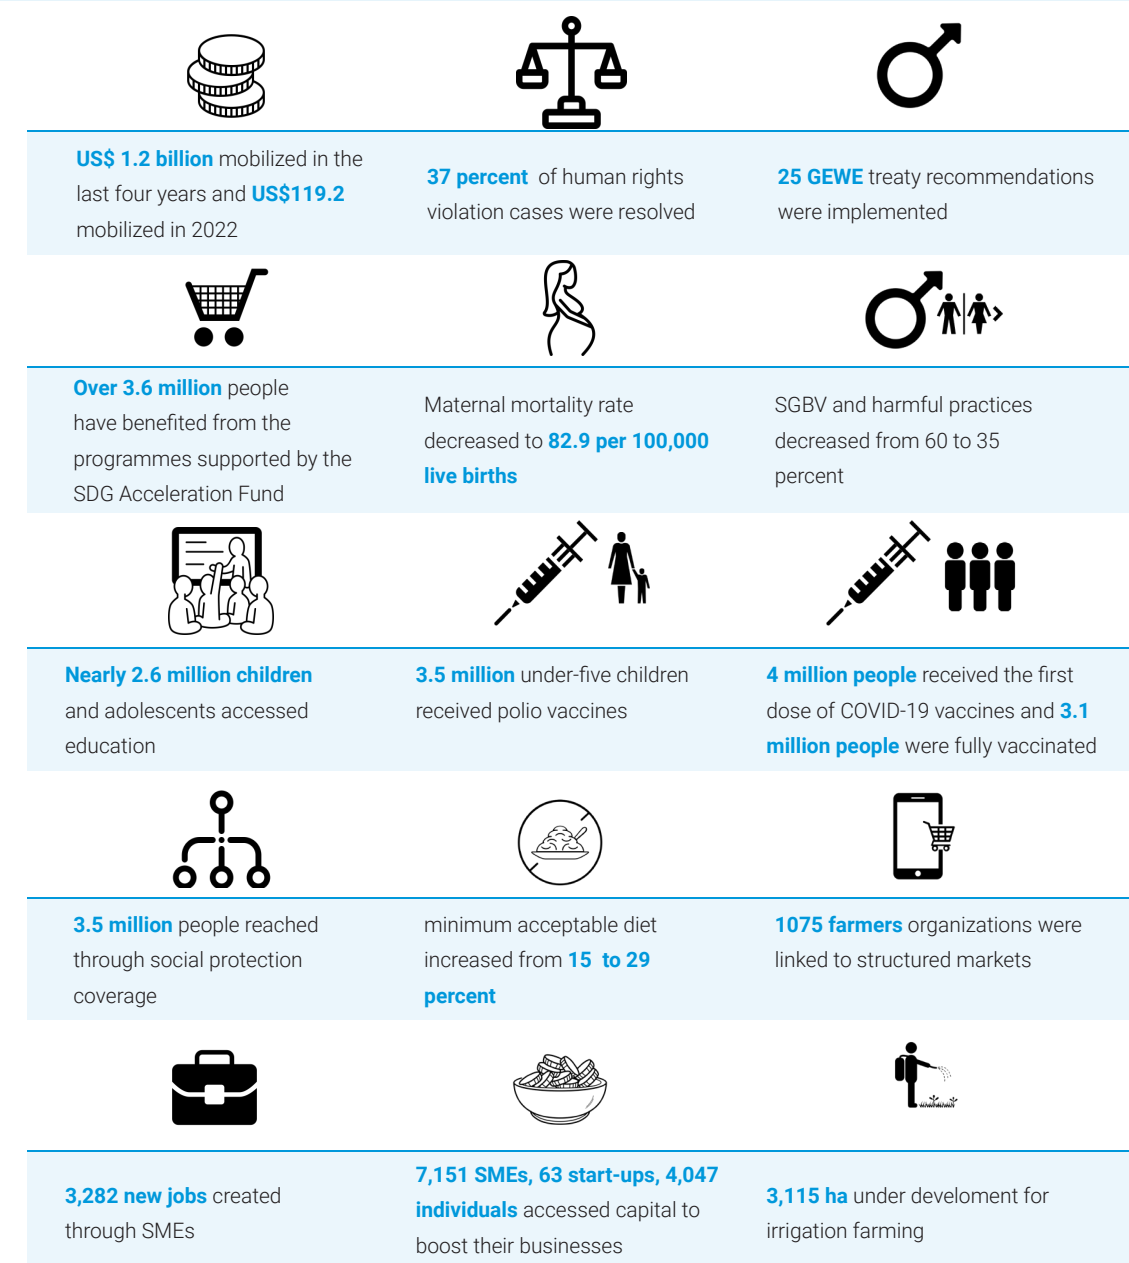 US$ 1.2 billion mobilized in the
last four years and US$119.2
mobilized in 2022
37 percent of human rights
violation cases were resolved
25 GEWE treaty recommendations
were implemented
Over 3.6 million people
have benefited from the
programmes supported by the
SDG Acceleration Fund
Maternal mortality rate
decreased to 82.9 per 100,000
live births
SGBV and harmful practices
decreased from 60 to 35
percent
Nearly 2.6 million children
and adolescents accessed
education
3.5 million under-five children
received polio vaccines
4 million people received the first
dose of COVID-19 vaccines and 3.1
million people were fully vaccinated
3.5 million people reached
through social protection
coverage
minimum acceptable diet
increased from 15 to 29
percent
1075 farmers organizations were
linked to structured markets
3,282 new jobs created
through SMEs
7,151 SMEs, 63 start-ups, 4,047
individuals accessed capital to
boost their businesses
3,115 ha under develoment for
irrigation farming